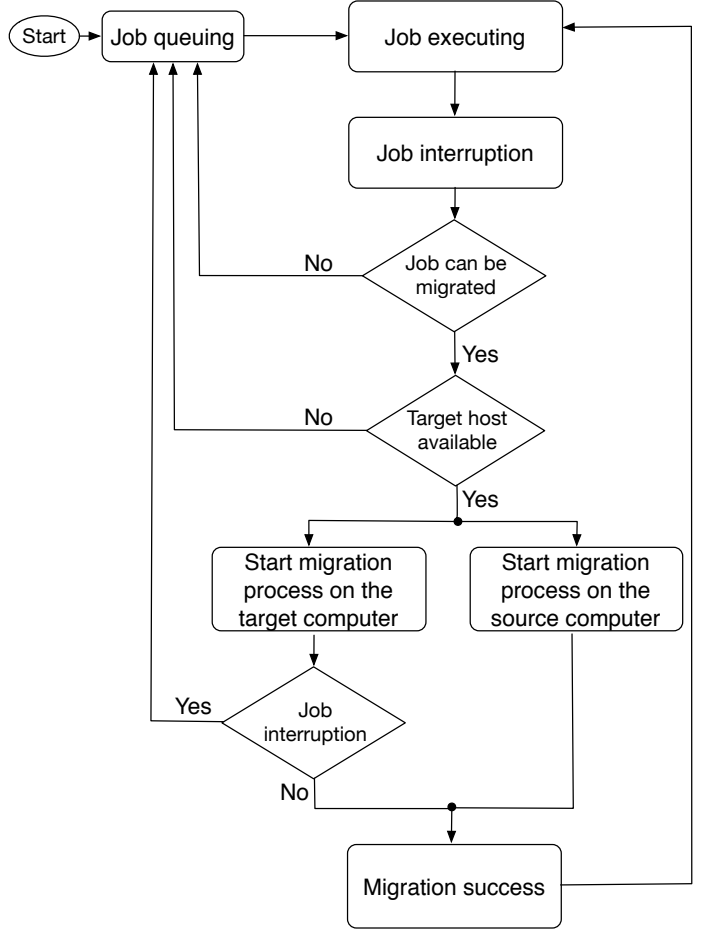 Start
Job queuing
Job executing
Job interruption
No
Job can be
migrated
Yes
No
Target host
available
Yes
Start migration
process on the
target computer
Start migration
process on the
source computer
Yes
Job
interruption
No
Migration success